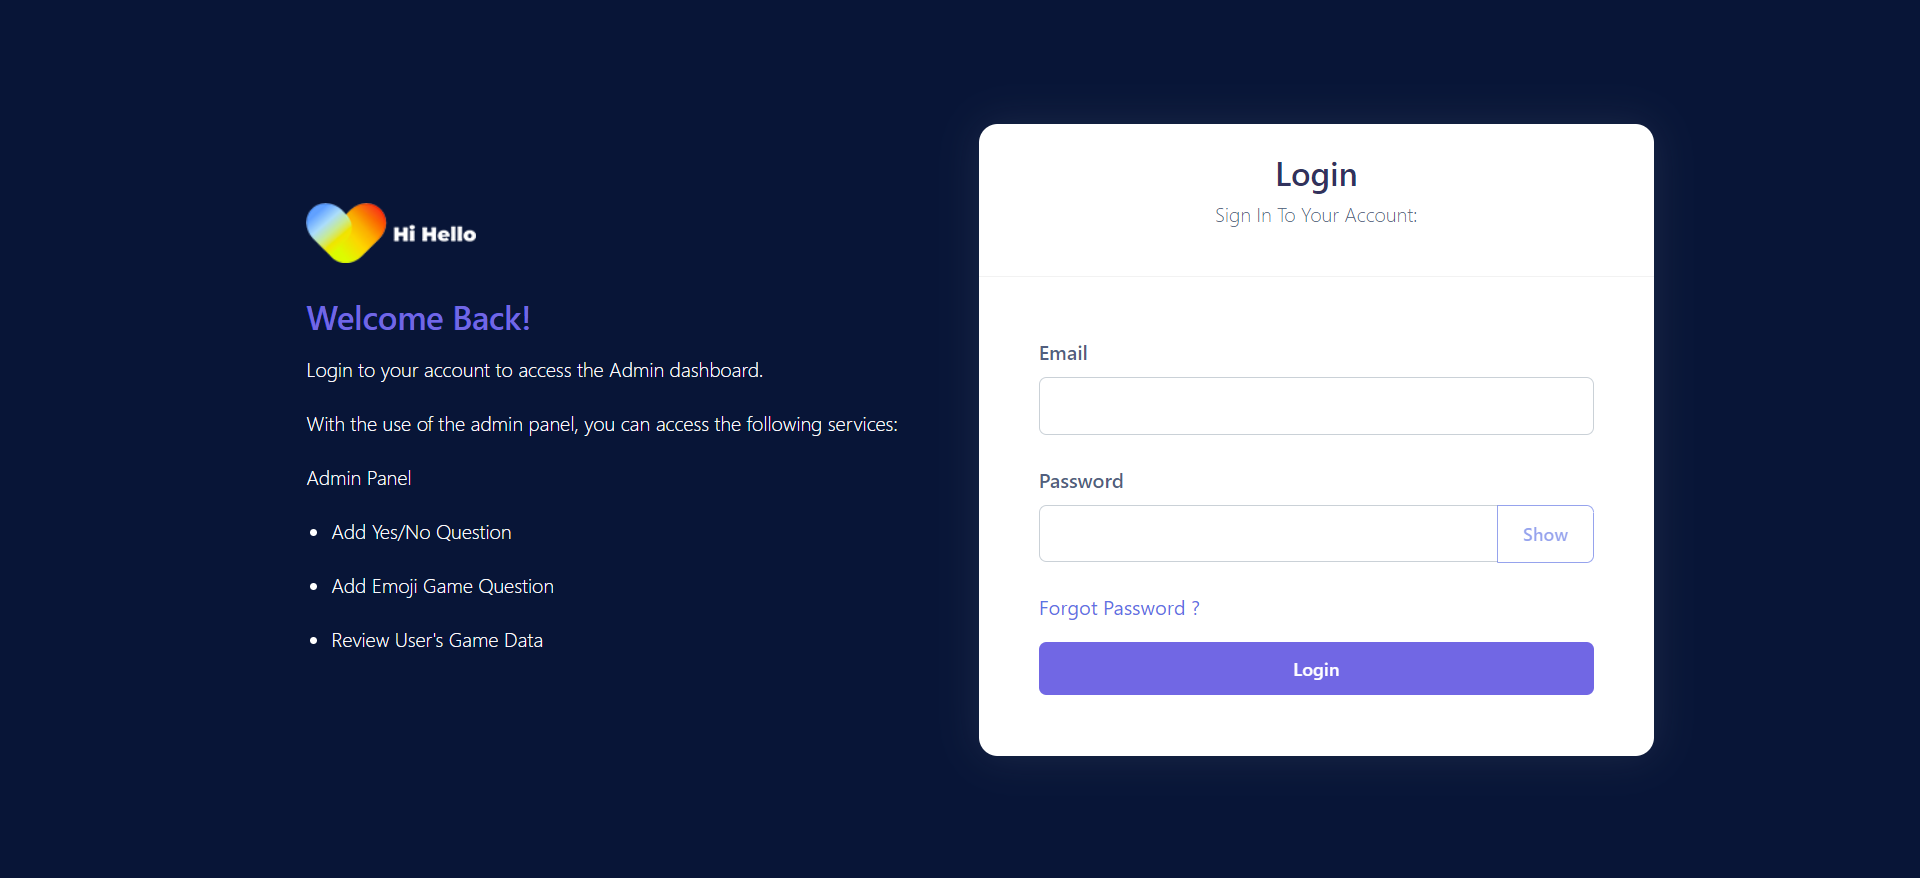 Hi Hello
Welcome Back!
Login to your account to access the Admin dashboard.
With the use of the admin panel, you can access the following services:
Admin Panel
• Add Yes/No Question
• Add Emoji Game Question
• Review User's Game Data
Login
Sign In To Your Account:
Email
Password
Show
Forgot Password ?
Login